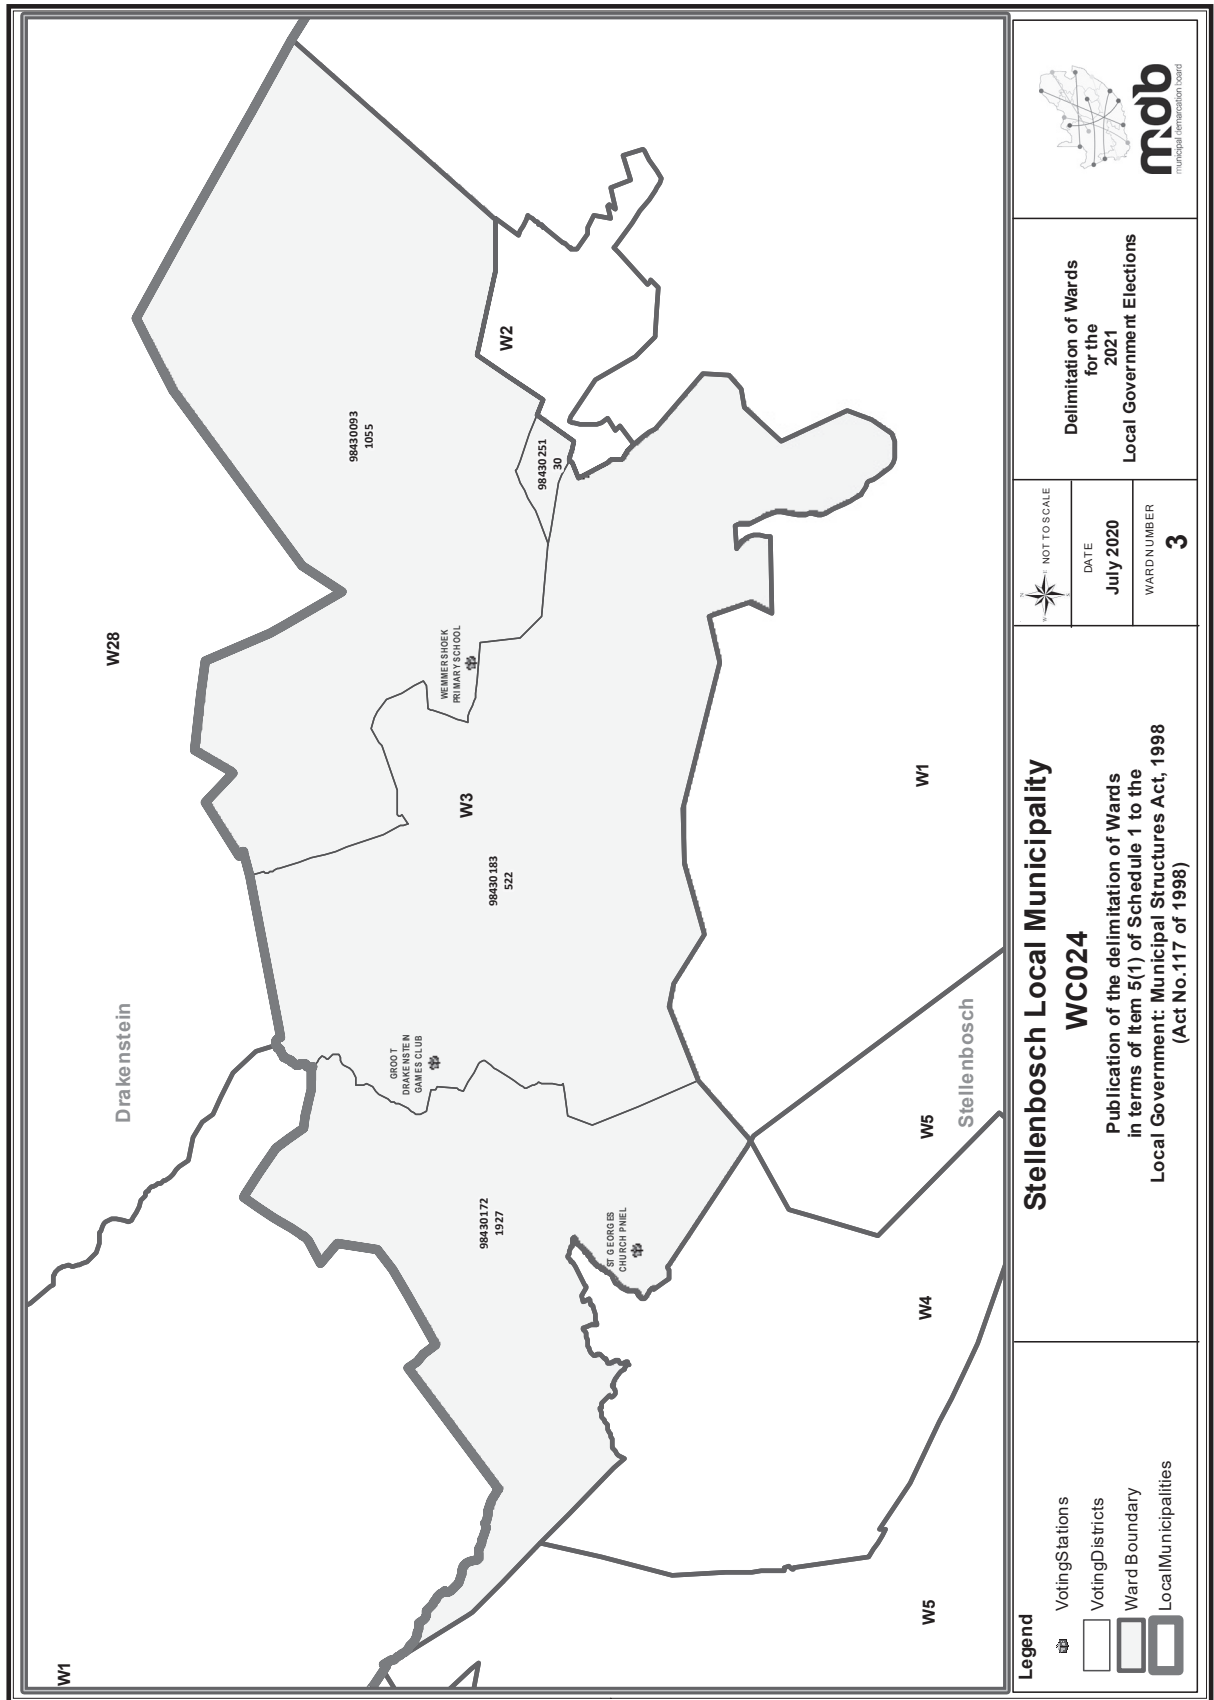 W1
Drakenstein
W28
98430093
1055
W2
98430251
30
WEMMERSHOEK
PRIMARY SCHOOL
W3
98430183
522
GROOT
DRAKENSTEIN
GAMES CLUB
98430172
1927
ST GEORGES
CHURCH PNIEL
W1
W5
Stellenbosch
W4
W5
Legend
VotingStations
VotingDistricts
Ward Boundary
LocalMunicipalities
Stellenbosch Local Municipality
WC024
Publication of the delimitation of Wards
in terms of Item 5(1) of Schedule 1 to the
Local Government: Municipal Structures Act, 1998
(Act No.117 of 1998)
N
W
E
S
NOT TO SCALE
DATE
July 2020
WARD NUMBER
3
Delimitation of Wards
for the
2021
Local Government Elections
mdb
municipal demarcation board